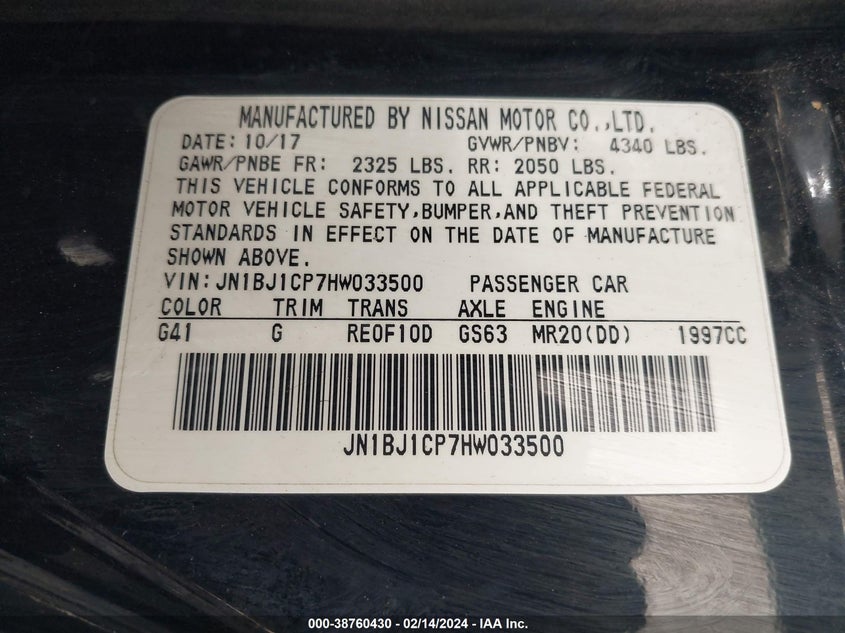 MANUFACTURED BY NISSAN MOTOR CO.,LTD.
DATE: 10/17 GVWR/PNBV: 4340 LBS.
GAWR/PNBE FR: 2325 LBS. RR: 2050 LBS.
THIS VEHICLE CONFORMS TO ALL APPLICABLE FEDERAL
MOTOR VEHICLE SAFETY,BUMPER,AND THEFT PREVENTION
STANDARDS IN EFFECT ON THE DATE OF MANUFACTURE
SHOWN ABOVE.
VIN:JN1BJ1CP7HW033500 PASSENGER CAR
COLOR TRIM TRANS AXLE ENGINE
G41 G RE0F10D GS63 MR20(DD) 1997CC
JN1BJ1CP7HW033500
000-38760430 - 02/14/2024 - IAA Inc.